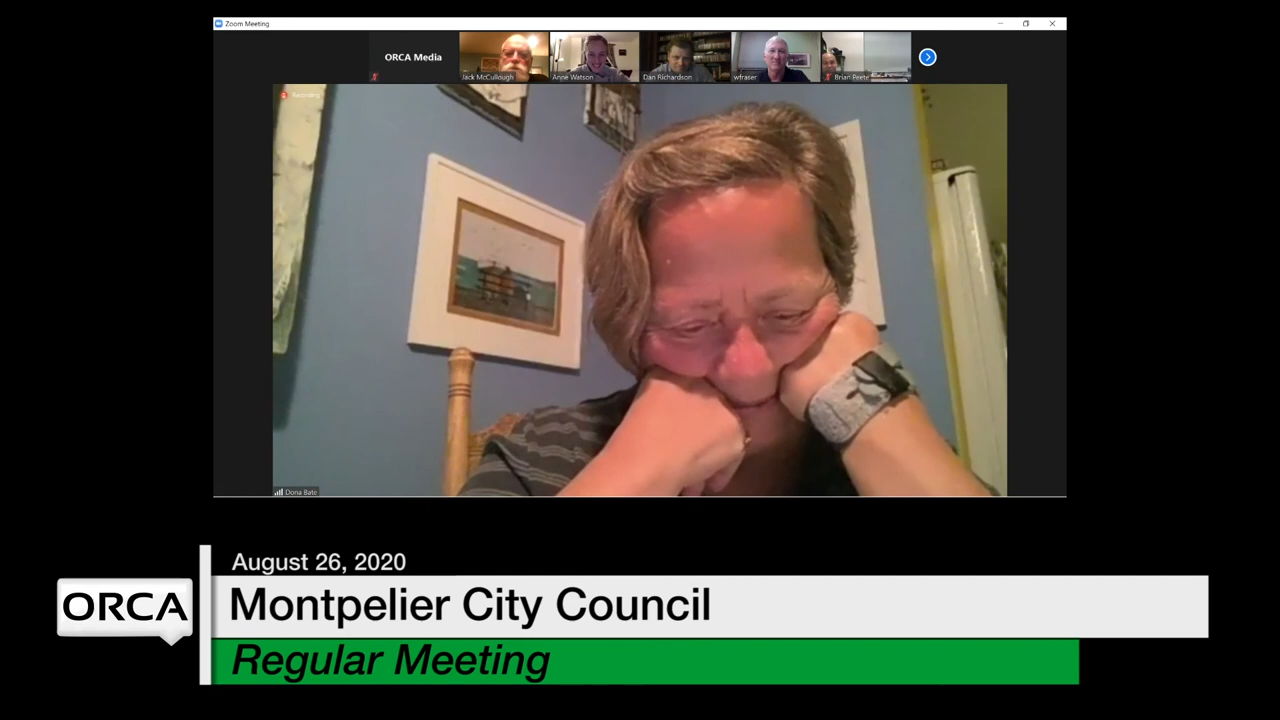 Zoom Meeting
ORCA Media
Jack McCullough
Anne Watson
Dan Richardson
wfraser
Brian Peete
Recording
Dona Bate
August 26, 2020
ORCA
Montpelier City Council
Regular Meeting